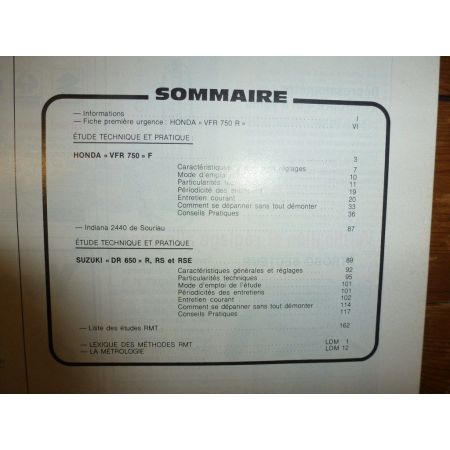 SOMMAIRE
— Informations I
— Fiche première urgence : HONDA « VFR 750 R » VI
ÉTUDE TECHNIQUE ET PRATIQUE :
HONDA « VFR 750 » F 3
Caractéristiques réglages 7
Mode d'emploi 10
Particularités 11
Périodicité des 19
Entretien courant 20
Comment se dépanner sans tout démonter 33
Conseils Pratiques 36
— Indiana 2440 de Souriau 87
ÉTUDE TECHNIQUE ET PRATIQUE :
SUZUKI « DR 650 » R, RS et RSE 89
Caractéristiques générales et réglages 92
Particularités techniques 95
Mode d'emploi de l'étude 101
Périodicités des entretiens 101
Entretien courant 102
Comment se dépanner sans tout démonter 114
Conseils Pratiques 117
— Liste des études RMT 162
— LEXIQUE DES MÉTHODES RMT LDM 1
— LA MÉTROLOGIE LDM 12